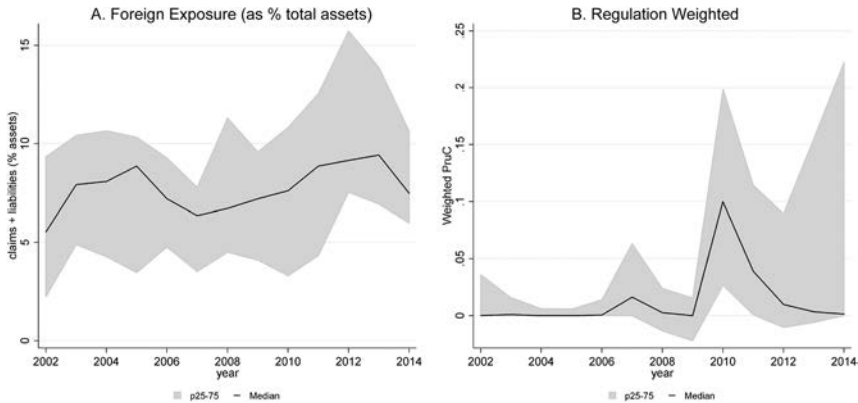 A. Foreign Exposure (as % total assets)
claims + liabilities (% assets)
15
10
5
0
2002 2004 2006 2008 2010 2012 2014
year
p25-75 Median
B. Regulation Weighted
Weighted PruC
.25
.2
.15
.1
.05
0
2002 2004 2006 2008 2010 2012 2014
year
p25-75 Median